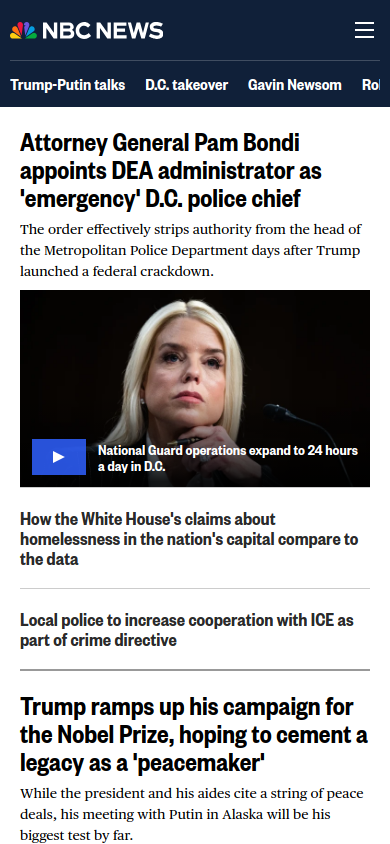 NBC NEWS
Trump-Putin talks D.C. takeover Gavin Newsom
Attorney General Pam Bondi
appoints DEA administrator as
'emergency' D.C. police chief
The order effectively strips authority from the head of
the Metropolitan Police Department days after Trump
launched a federal crackdown.
National Guard operations expand to 24 hours
a day in D.C.
How the White House's claims about
homelessness in the nation's capital compare to
the data
Local police to increase cooperation with ICE as
part of crime directive
Trump ramps up his campaign for
the Nobel Prize, hoping to cement a
legacy as a 'peacemaker'
While the president and his aides cite a string of peace
deals, his meeting with Putin in Alaska will be his
biggest test by far.